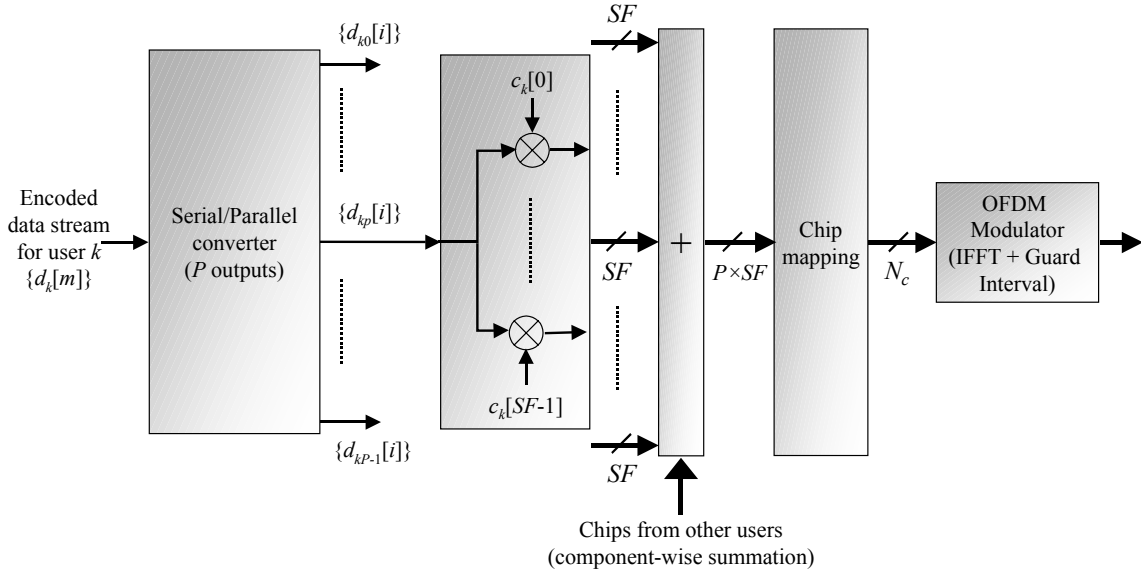 Encoded
data stream
for user k
{d_k[m]}
Serial/Parallel
converter
(P outputs)
{d_{k0}[i]}
{d_{kp}[i]}
{d_{kP-1}[i]}
c_k[0]
c_k[SF-1]
SF
SF
SF
+
Chips from other users
(component-wise summation)
P×SF
Chip
mapping
N_c
OFDM
Modulator
(IFFT + Guard
Interval)